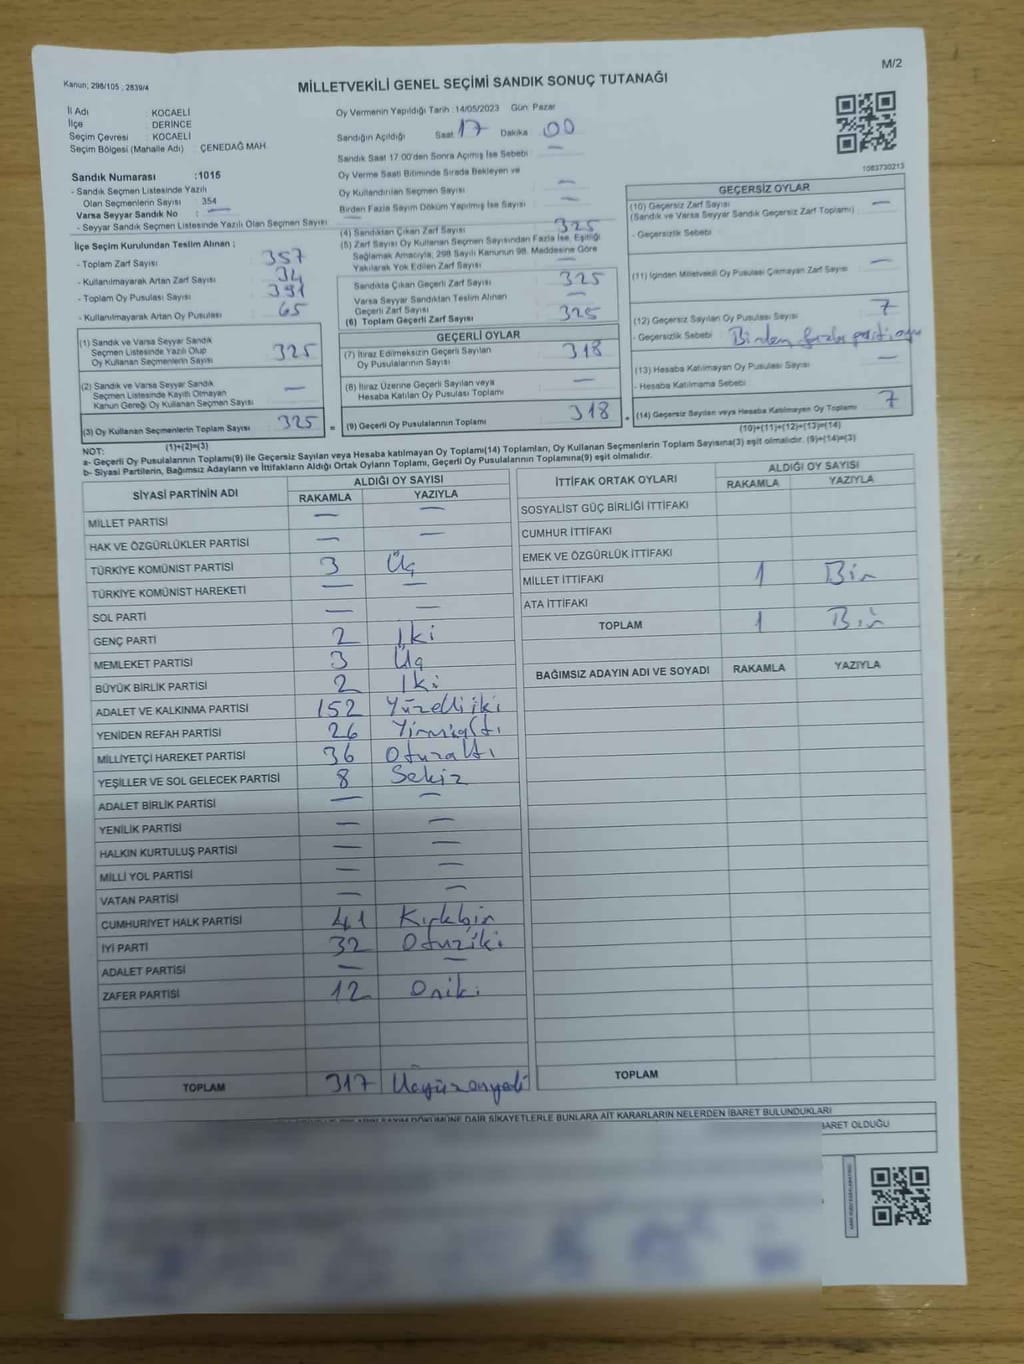 M/2
Kanun; 298/105 , 2839/4
MİLLETVEKİLİ GENEL SEÇİMİ SANDIK SONUÇ TUTANAĞI
İl Adı : KOCAELİ
İlçe : DERİNCE
Seçim Çevresi : KOCAELİ
Seçim Bölgesi (Mahalle Adı) : ÇENEDAĞ MAH.
Oy Vermenin Yapıldığı Tarih :14/05/2023 Gün: Pazar
Sandığın Açıldığı Saat 17 Dakika 00
Sandık Saat 17:00'den Sonra Açımış İse Sebebi —
Oy Verme Saati Bitiminde Sırada Bekleyen ve
Oy Kullandırılan Seçmen Sayısı —
Birden Fazla Sayım Döküm Yapılmış İse Sayısı —
1083730213
Sandık Numarası :1015
- Sandık Seçmen Listesinde Yazılı
Olan Seçmenlerin Sayısı 354
Varsa Seyyar Sandık No : —
- Seyyar Sandık Seçmen Listesinde Yazılı Olan Seçmen Sayısı —
İlçe Seçim Kurulundan Teslim Alınan ;
- Toplam Zarf Sayısı 357
- Kullanılmayarak Artan Zarf Sayısı 34
- Toplam Oy Pusulası Sayısı 391
- Kullanılmayarak Artan Oy Pusulası 65
(1) Sandık ve Varsa Seyyar Sandık
Seçmen Listesinde Yazılı Olup
Oy Kullanan Seçmenlerin Sayısı 325
(2) Sandık ve Varsa Seyyar Sandık
Seçmen Listesinde Kayıtlı Olmayan
Kanun Gereği Oy Kullanan Seçmen Sayısı —
(3) Oy Kullanan Seçmenlerin Toplam Sayısı 325 =
(1)+(2)=(3)
(4) Sandıktan Çıkan Zarf Sayısı 325
(5) Zarf Sayısı Oy Kullanan Seçmen Sayısından Fazla İse, Eşitliği
Sağlamak Amacıyla, 298 Sayılı Kanunun 98. Maddesine Göre
Yakılarak Yok Edilen Zarf Sayısı —
Sandıkta Çıkan Geçerli Zarf Sayısı 325
Varsa Seyyar Sandıktan Teslim Alınan
Geçerli Zarf Sayısı —
(6) Toplam Geçerli Zarf Sayısı 325
GEÇERLİ OYLAR
(7) İtiraz Edilmeksizin Geçerli Sayılan
Oy Pusulalarının Sayısı 318
(8) İtiraz Üzerine Geçerli Sayılan veya
Hesaba Katılan Oy Pusulası Toplamı —
(9) Geçerli Oy Pusulalarının Toplamı 318 +
GEÇERSİZ OYLAR
(10) Geçersiz Zarf Sayısı —
(Sandık ve Varsa Seyyar Sandık Geçersiz Zarf Toplamı)
- Geçersizlik Sebebi
(11) İçinden Milletvekili Oy Pusulası Çıkmayan Zarf Sayısı —
(12) Geçersiz Sayılan Oy Pusulası Sayısı 7
- Geçersizlik Sebebi Birden fazla parti oyu
(13) Hesaba Katılmayan Oy Pusulası Sayısı —
- Hesaba Katılmama Sebebi
(14) Geçersiz Sayılan veya Hesaba Katılmayan Oy Toplamı 7
(10)+(11)+(12)+(13)=(14)
NOT:
a- Geçerli Oy Pusulalarının Toplamı(9) ile Geçersiz Sayılan veya Hesaba katılmayan Oy Toplamı(14) Toplamları, Oy Kullanan Seçmenlerin Toplam Sayısına(3) eşit olmalıdır. (9)+(14)=(3)
b- Siyasi Partilerin, Bağımsız Adayların ve İttifakların Aldığı Ortak Oyların Toplamı, Geçerli Oy Pusulalarının Toplamına(9) eşit olmalıdır.
SİYASİ PARTİNİN ADI ALDIĞI OY SAYISI
RAKAMLA YAZIYLA
MİLLET PARTİSİ — —
HAK VE ÖZGÜRLÜKLER PARTİSİ — —
TÜRKİYE KOMÜNİST PARTİSİ 3 Üç
TÜRKİYE KOMÜNİST HAREKETİ — —
SOL PARTİ — —
GENÇ PARTİ 2 İki
MEMLEKET PARTİSİ 3 Üç
BÜYÜK BİRLİK PARTİSİ 2 İki
ADALET VE KALKINMA PARTİSİ 152 Yüzelliiki
YENİDEN REFAH PARTİSİ 26 Yirmialtı
MİLLİYETÇİ HAREKET PARTİSİ 36 Otuzaltı
YEŞİLLER VE SOL GELECEK PARTİSİ 8 Sekiz
ADALET BİRLİK PARTİSİ — —
YENİLİK PARTİSİ — —
HALKIN KURTULUŞ PARTİSİ — —
MİLLİ YOL PARTİSİ — —
VATAN PARTİSİ — —
CUMHURİYET HALK PARTİSİ 41 Kırkbir
İYİ PARTİ 32 Otuziki
ADALET PARTİSİ — —
ZAFER PARTİSİ 12 Oniki
TOPLAM 317 Üçyüzonyedi
İTTİFAK ORTAK OYLARI ALDIĞI OY SAYISI
RAKAMLA YAZIYLA
SOSYALİST GÜÇ BİRLİĞİ İTTİFAKI
CUMHUR İTTİFAKI
EMEK VE ÖZGÜRLÜK İTTİFAKI
MİLLET İTTİFAKI 1 Bir
ATA İTTİFAKI
TOPLAM 1 Bir
BAĞIMSIZ ADAYIN ADI VE SOYADI RAKAMLA YAZIYLA
TOPLAM
DÖKÜMÜNE DAİR ŞİKAYETLERLE BUNLARA AİT KARARLARIN NELERDEN İBARET BULUNDUKLARI
İBARET OLDUĞU